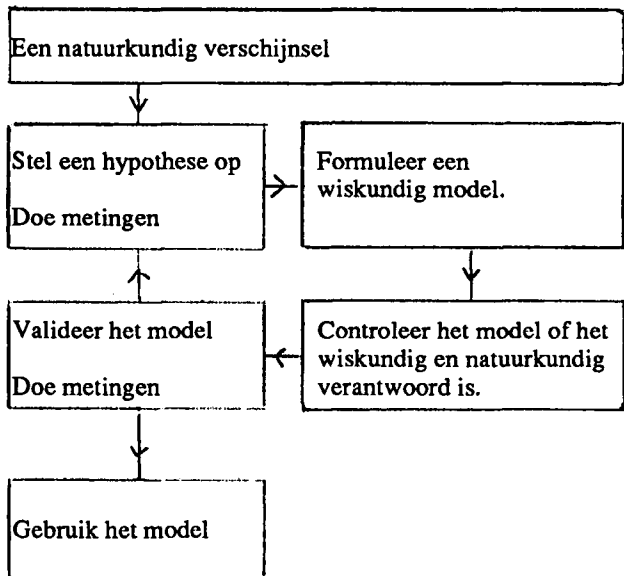 Een natuurkundig verschijnsel
Stel een hypothese op
Doe metingen
Formuleer een
wiskundig model.
Controleer het model of het
wiskundig en natuurkundig
verantwoord is.
Valideer het model
Doe metingen
Gebruik het model